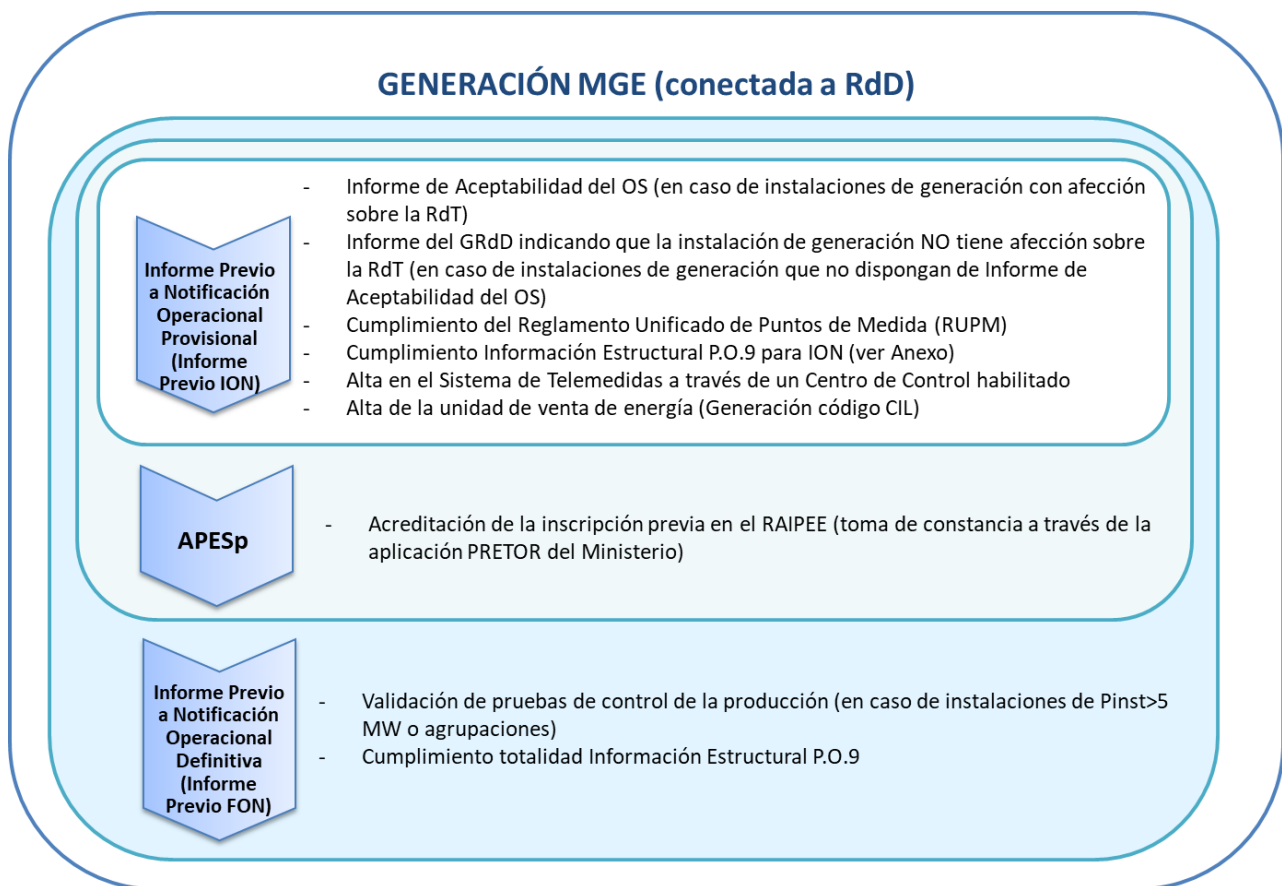 GENERACIÓN MGE (conectada a RdD)
Informe Previo
a Notificación
Operacional
Provisional
(Informe
Previo ION)
- Informe de Aceptabilidad del OS (en caso de instalaciones de generación con afección
sobre la RdT)
- Informe del GRdD indicando que la instalación de generación NO tiene afección sobre
la RdT (en caso de instalaciones de generación que no dispongan de Informe de
Aceptabilidad del OS)
- Cumplimiento del Reglamento Unificado de Puntos de Medida (RUPM)
- Cumplimiento Información Estructural P.O.9 para ION (ver Anexo)
- Alta en el Sistema de Telemedidas a través de un Centro de Control habilitado
- Alta de la unidad de venta de energía (Generación código CIL)
APESp
- Acreditación de la inscripción previa en el RAIPEE (toma de constancia a través de la
aplicación PRETOR del Ministerio)
Informe Previo
a Notificación
Operacional
Definitiva
(Informe
Previo FON)
- Validación de pruebas de control de la producción (en caso de instalaciones de Pinst>5
MW o agrupaciones)
- Cumplimiento totalidad Información Estructural P.O.9